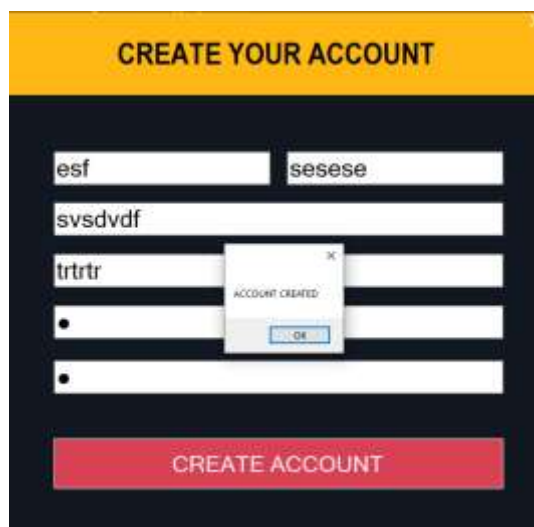 CREATE YOUR ACCOUNT
esf sesese
svsdvdf
trtrtr
ACCOUNT CREATED
OK
CREATE ACCOUNT